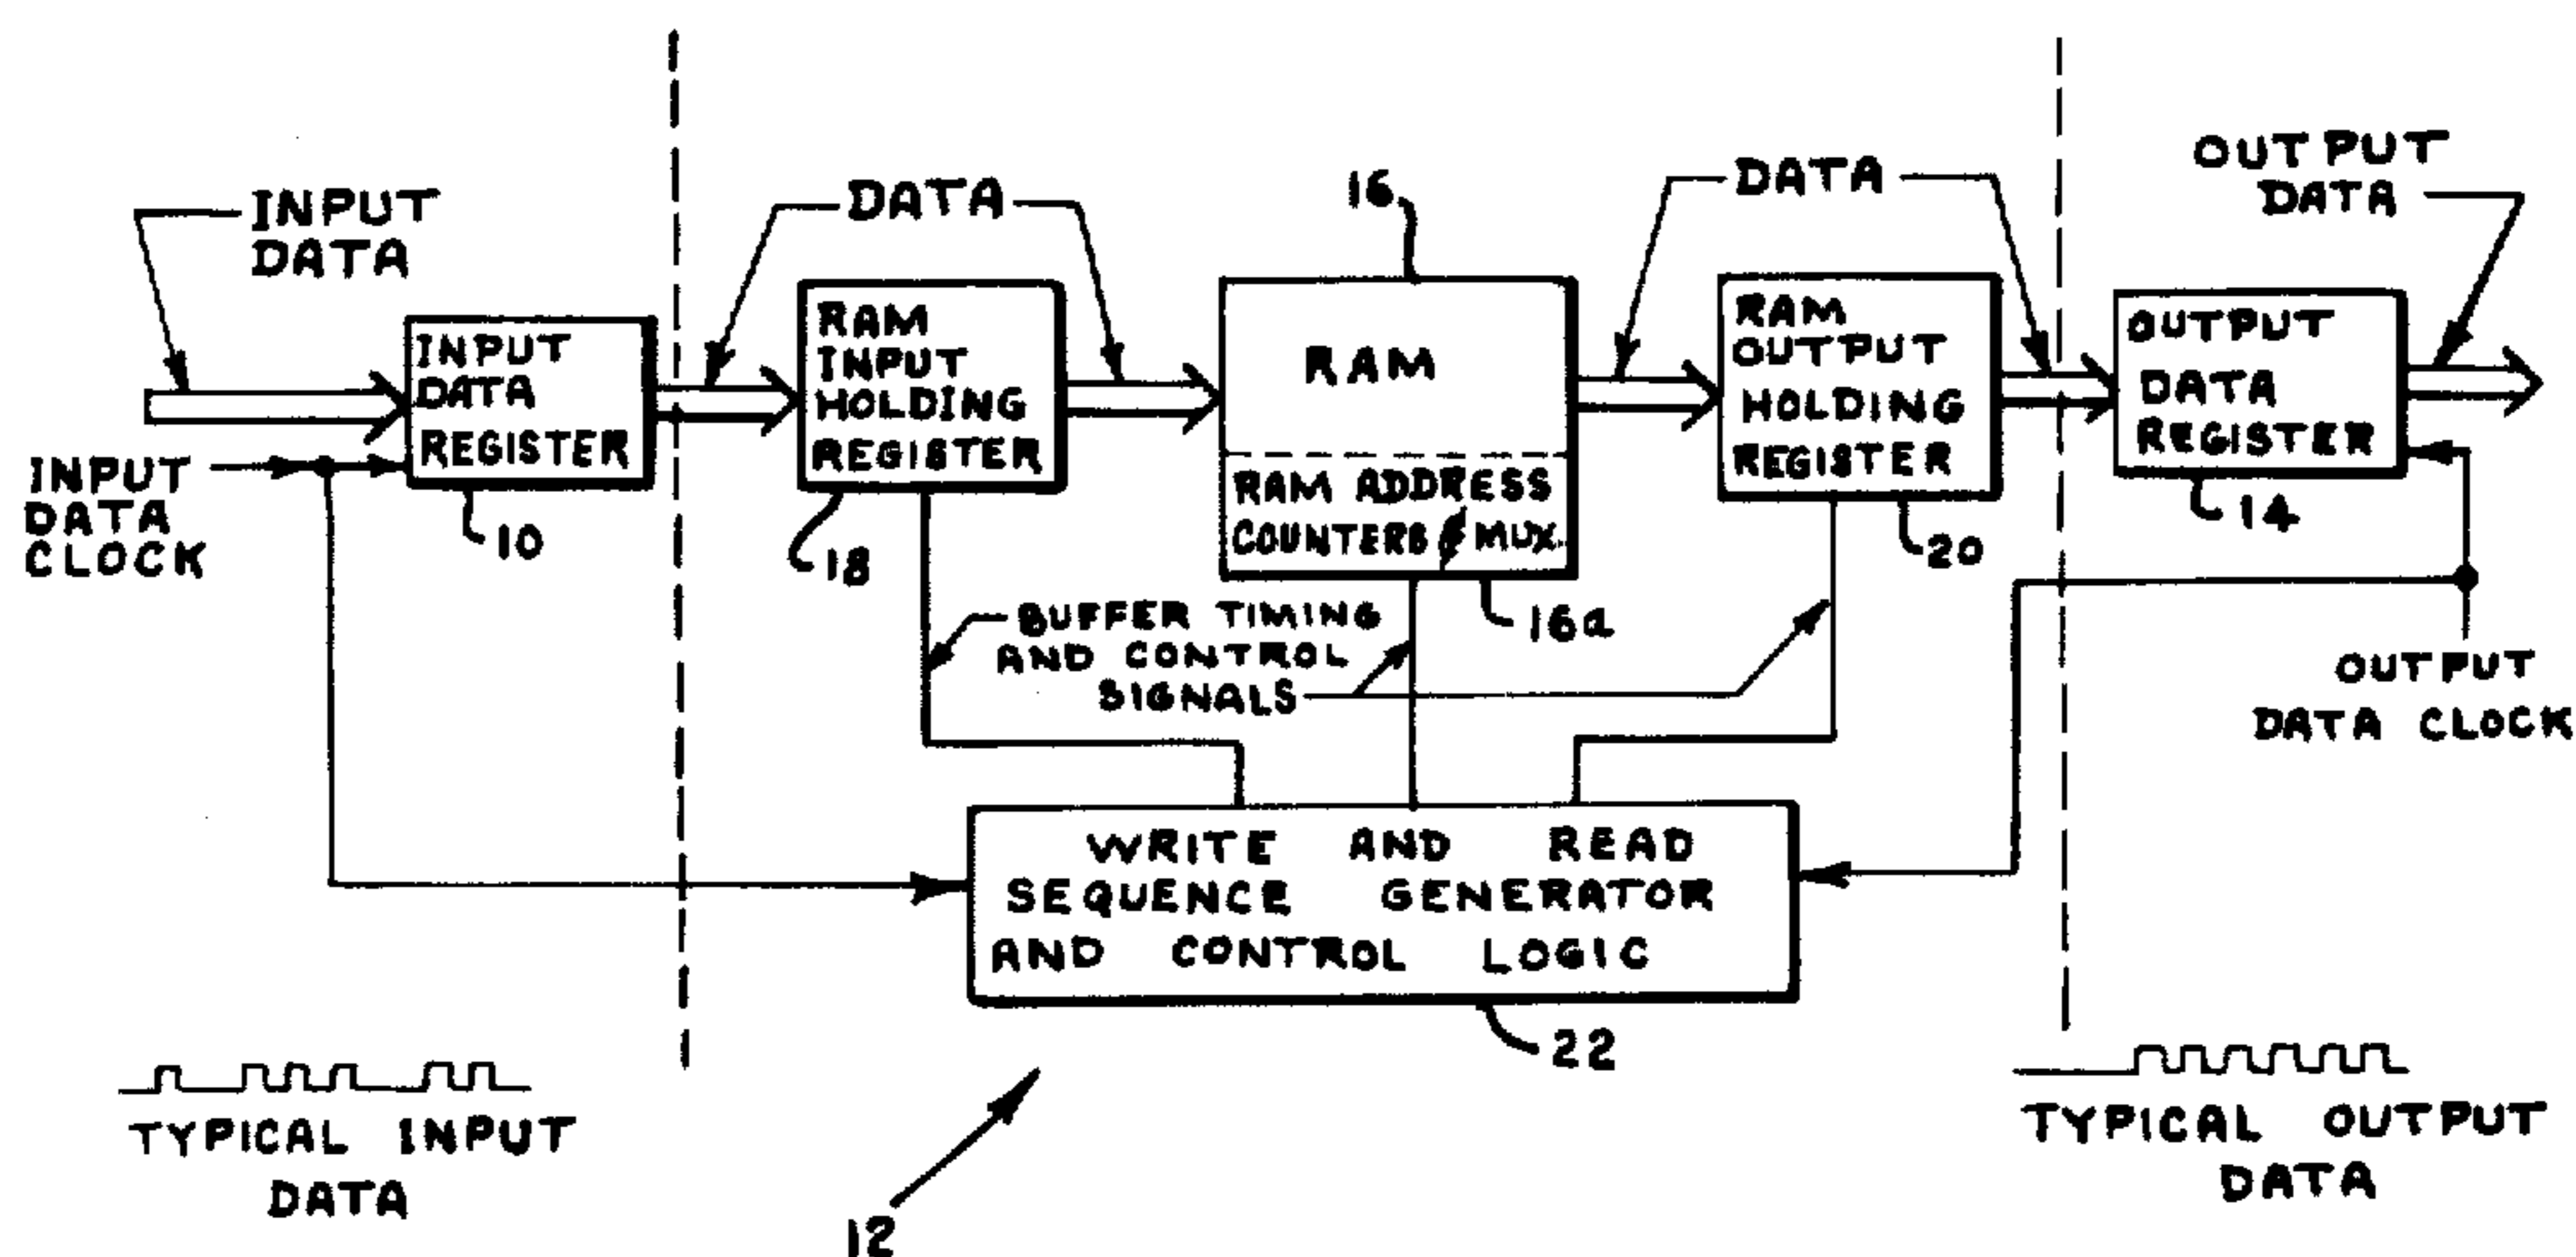 INPUT
DATA
DATA
16
DATA
OUTPUT
DATA
INPUT
DATA
REGISTER
RAM
INPUT
HOLDING
REGISTER
RAM
RAM ADDRESS
COUNTERS & MUX.
RAM
OUTPUT
HOLDING
REGISTER
OUTPUT
DATA
REGISTER
INPUT
DATA
CLOCK
10
18
16a
20
14
BUFFER TIMING
AND CONTROL
SIGNALS
OUTPUT
DATA CLOCK
WRITE AND READ
SEQUENCE GENERATOR
AND CONTROL LOGIC
22
TYPICAL INPUT
DATA
12
TYPICAL OUTPUT
DATA